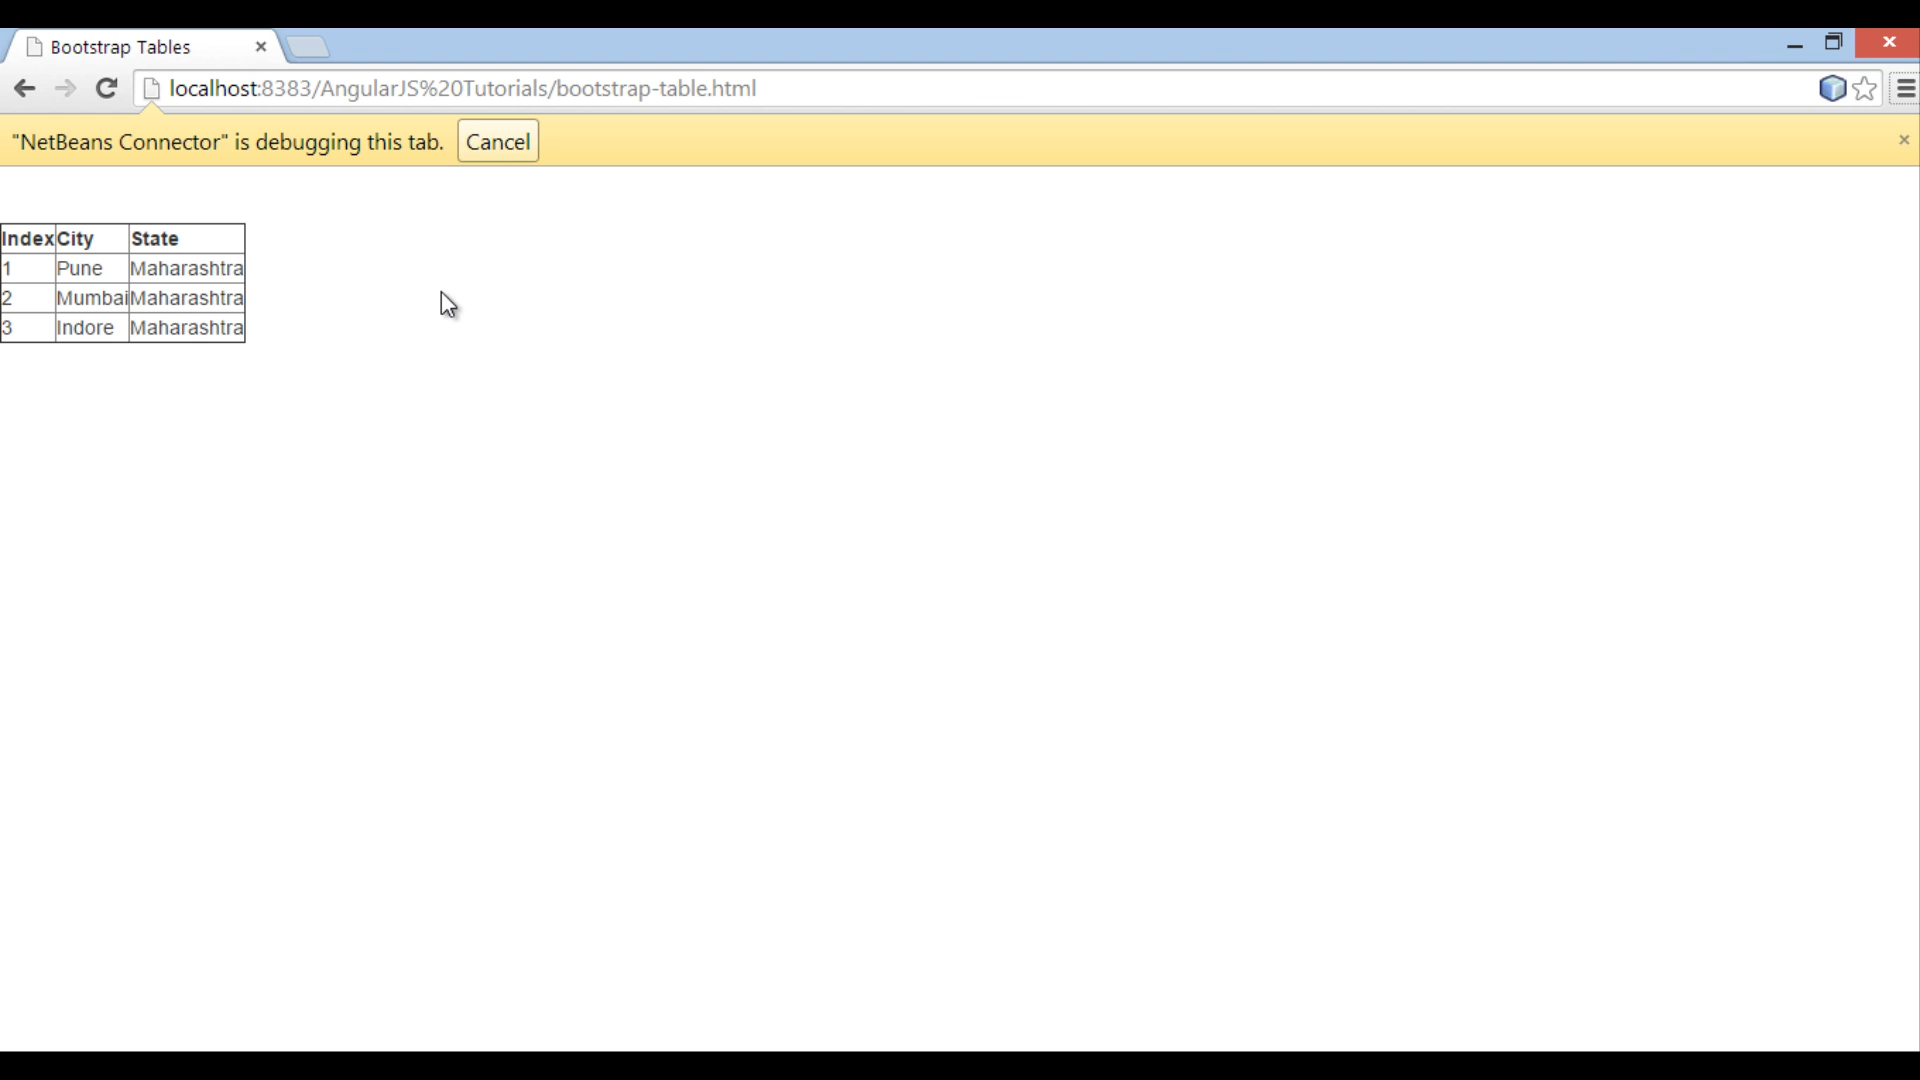 Bootstrap Tables
localhost:8383/AngularJS%20Tutorials/bootstrap-table.html
"NetBeans Connector" is debugging this tab. Cancel
Index City State
1 Pune Maharashtra
2 Mumbai Maharashtra
3 Indore Maharashtra